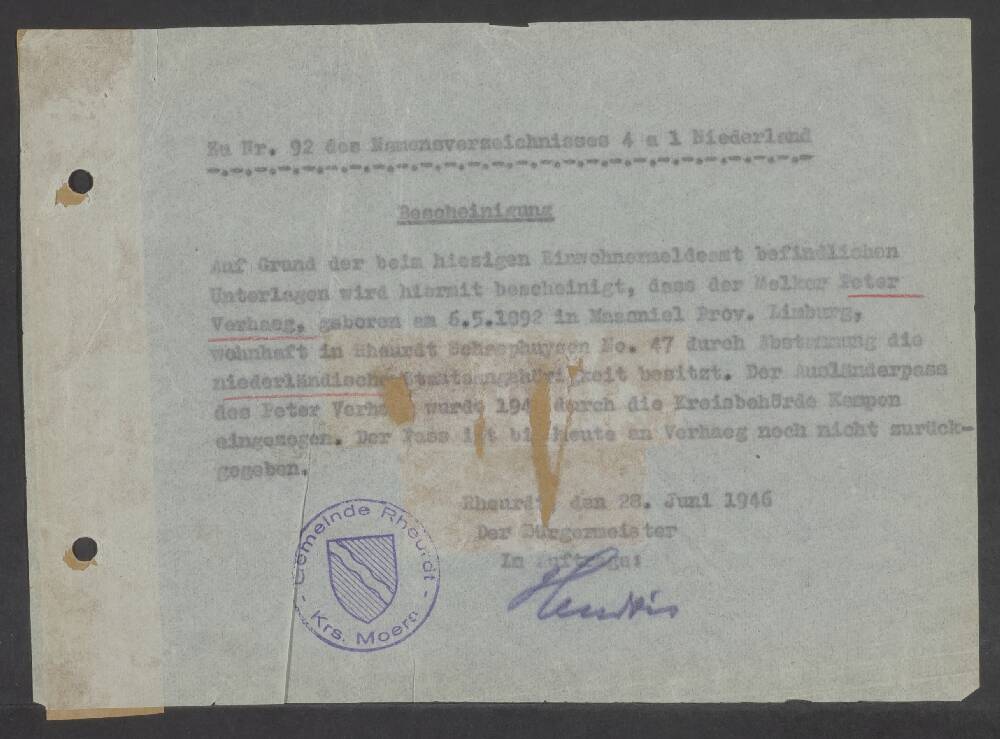 Zu Nr. 92 des Namensverzeichnisses 4 a 1 Niederland
Bescheinigung
Auf Grund der beim hiesigen Einwohnermeldeamt befindlichen
Unterlagen wird hiermit bescheinigt, dass der Melker Peter
Verhaeg, geboren am 6.5.1892 in Maasniel Prov. Limburg,
wohnhaft in Rheurdt Schaephuysen No. 47 durch Abstammung die
niederländische Staatsangehörigkeit besitzt. Der Ausländerpass
des Peter wurde 194 durch die Kreisbehörde Kempen
eingezogen. Der Pass ist bis heute an Verhaeg noch nicht zurück-
gegeben.
Rheurdt den 28. Juni 1946
Der Bürgermeister
Im Auftrage:
Gemeinde Rheurdt
- Krs. Moers -